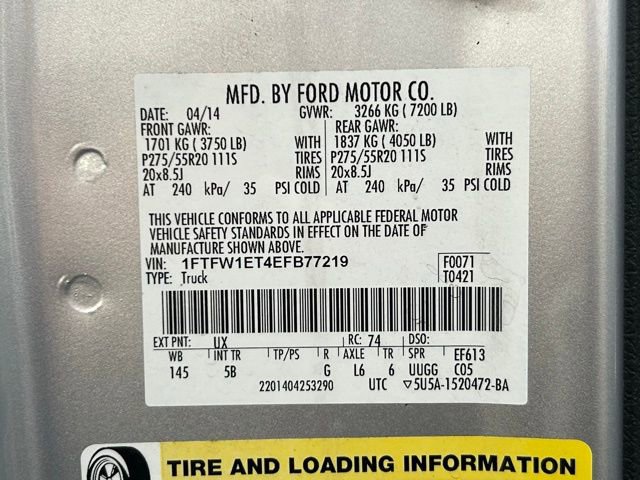 MFD. BY FORD MOTOR CO.
DATE: 04/14 GVWR: 3266 KG ( 7200 LB)
FRONT GAWR: REAR GAWR:
1701 KG ( 3750 LB) WITH 1837 KG ( 4050 LB) WITH
P275/55R20 111S TIRES P275/55R20 111S TIRES
20x8.5J RIMS 20x8.5J RIMS
AT 240 kPa/ 35 PSI COLD AT 240 kPa/ 35 PSI COLD
THIS VEHICLE CONFORMS TO ALL APPLICABLE FEDERAL MOTOR
VEHICLE SAFETY STANDARDS IN EFFECT ON THE DATE OF
MANUFACTURE SHOWN ABOVE.
VIN: 1FTFW1ET4EFB77219 F0071
TYPE: Truck T0421
EXT PNT: UX RC: 74 DSO:
WB INT TR TP/PS R AXLE TR SPR EF613
145 5B G L6 6 UUGG C05
2201404253290 UTC ▽5U5A-1520472-BA
TIRE AND LOADING INFORMATION